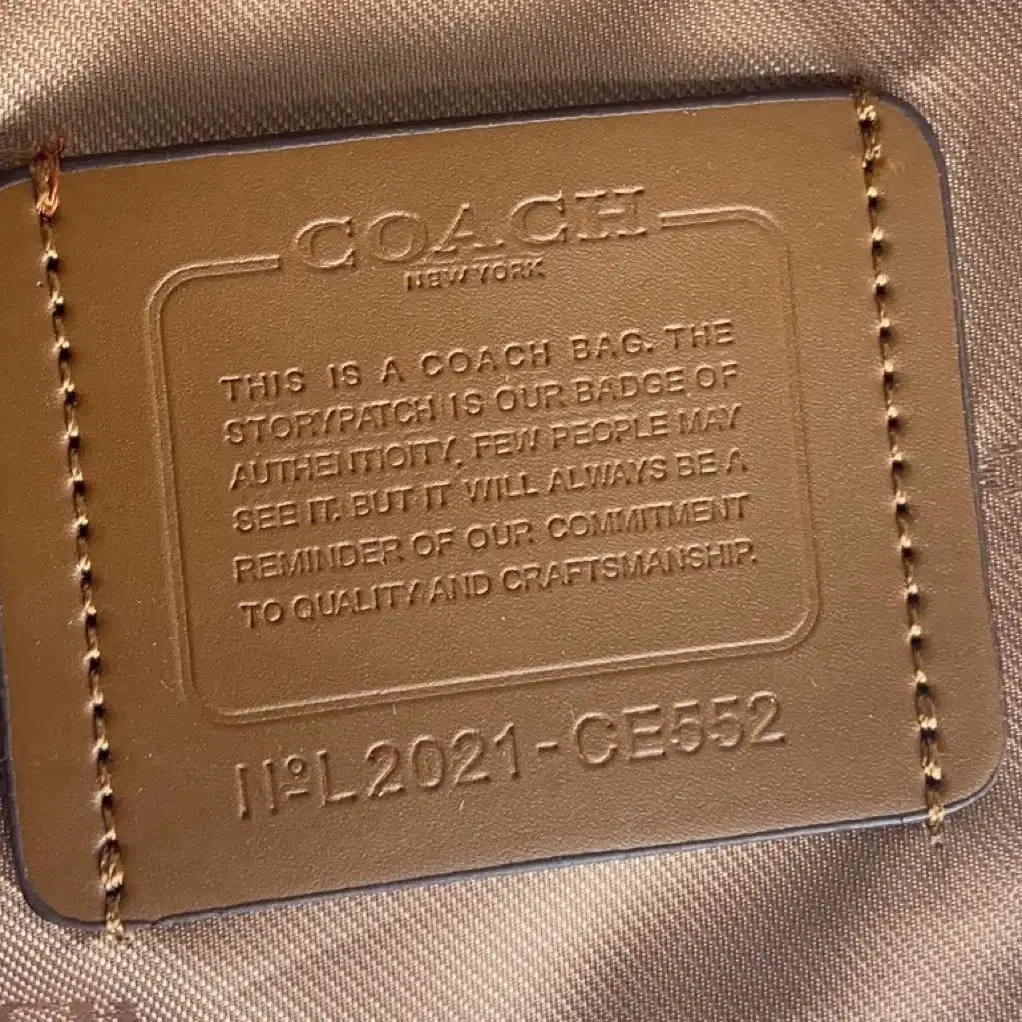 COACH
NEW YORK
THIS IS A COACH BAG. THE
STORYPATCH IS OUR BADGE OF
AUTHENTIOITY, FEW PEOPLE MAY
SEE IT. BUT IT WILL ALWAYS BE A
REMINDER OF OUR COMMITMENT
TO QUALITY AND CRAFTSMANSHIP.
NºL2021-CE552